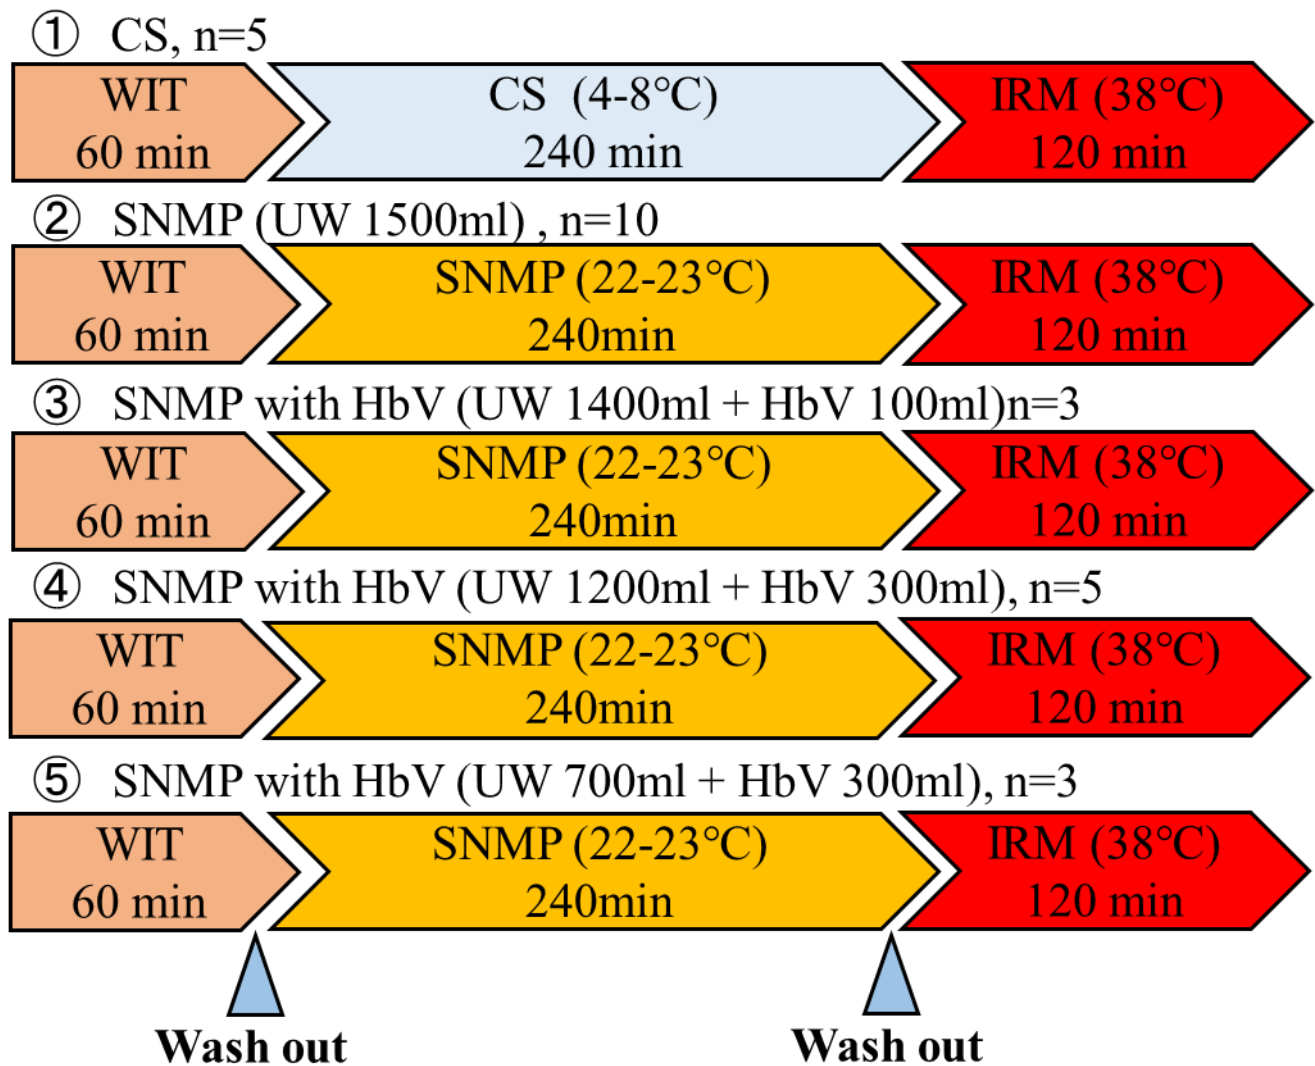 ① CS, n=5
WIT
60 min
CS (4-8℃)
240 min
IRM (38℃)
120 min
② SNMP (UW 1500ml) , n=10
WIT
60 min
SNMP (22-23℃)
240min
IRM (38℃)
120 min
③ SNMP with HbV (UW 1400ml + HbV 100ml)n=3
WIT
60 min
SNMP (22-23℃)
240min
IRM (38℃)
120 min
④ SNMP with HbV (UW 1200ml + HbV 300ml), n=5
WIT
60 min
SNMP (22-23℃)
240min
IRM (38℃)
120 min
⑤ SNMP with HbV (UW 700ml + HbV 300ml), n=3
WIT
60 min
SNMP (22-23℃)
240min
IRM (38℃)
120 min
Wash out
Wash out